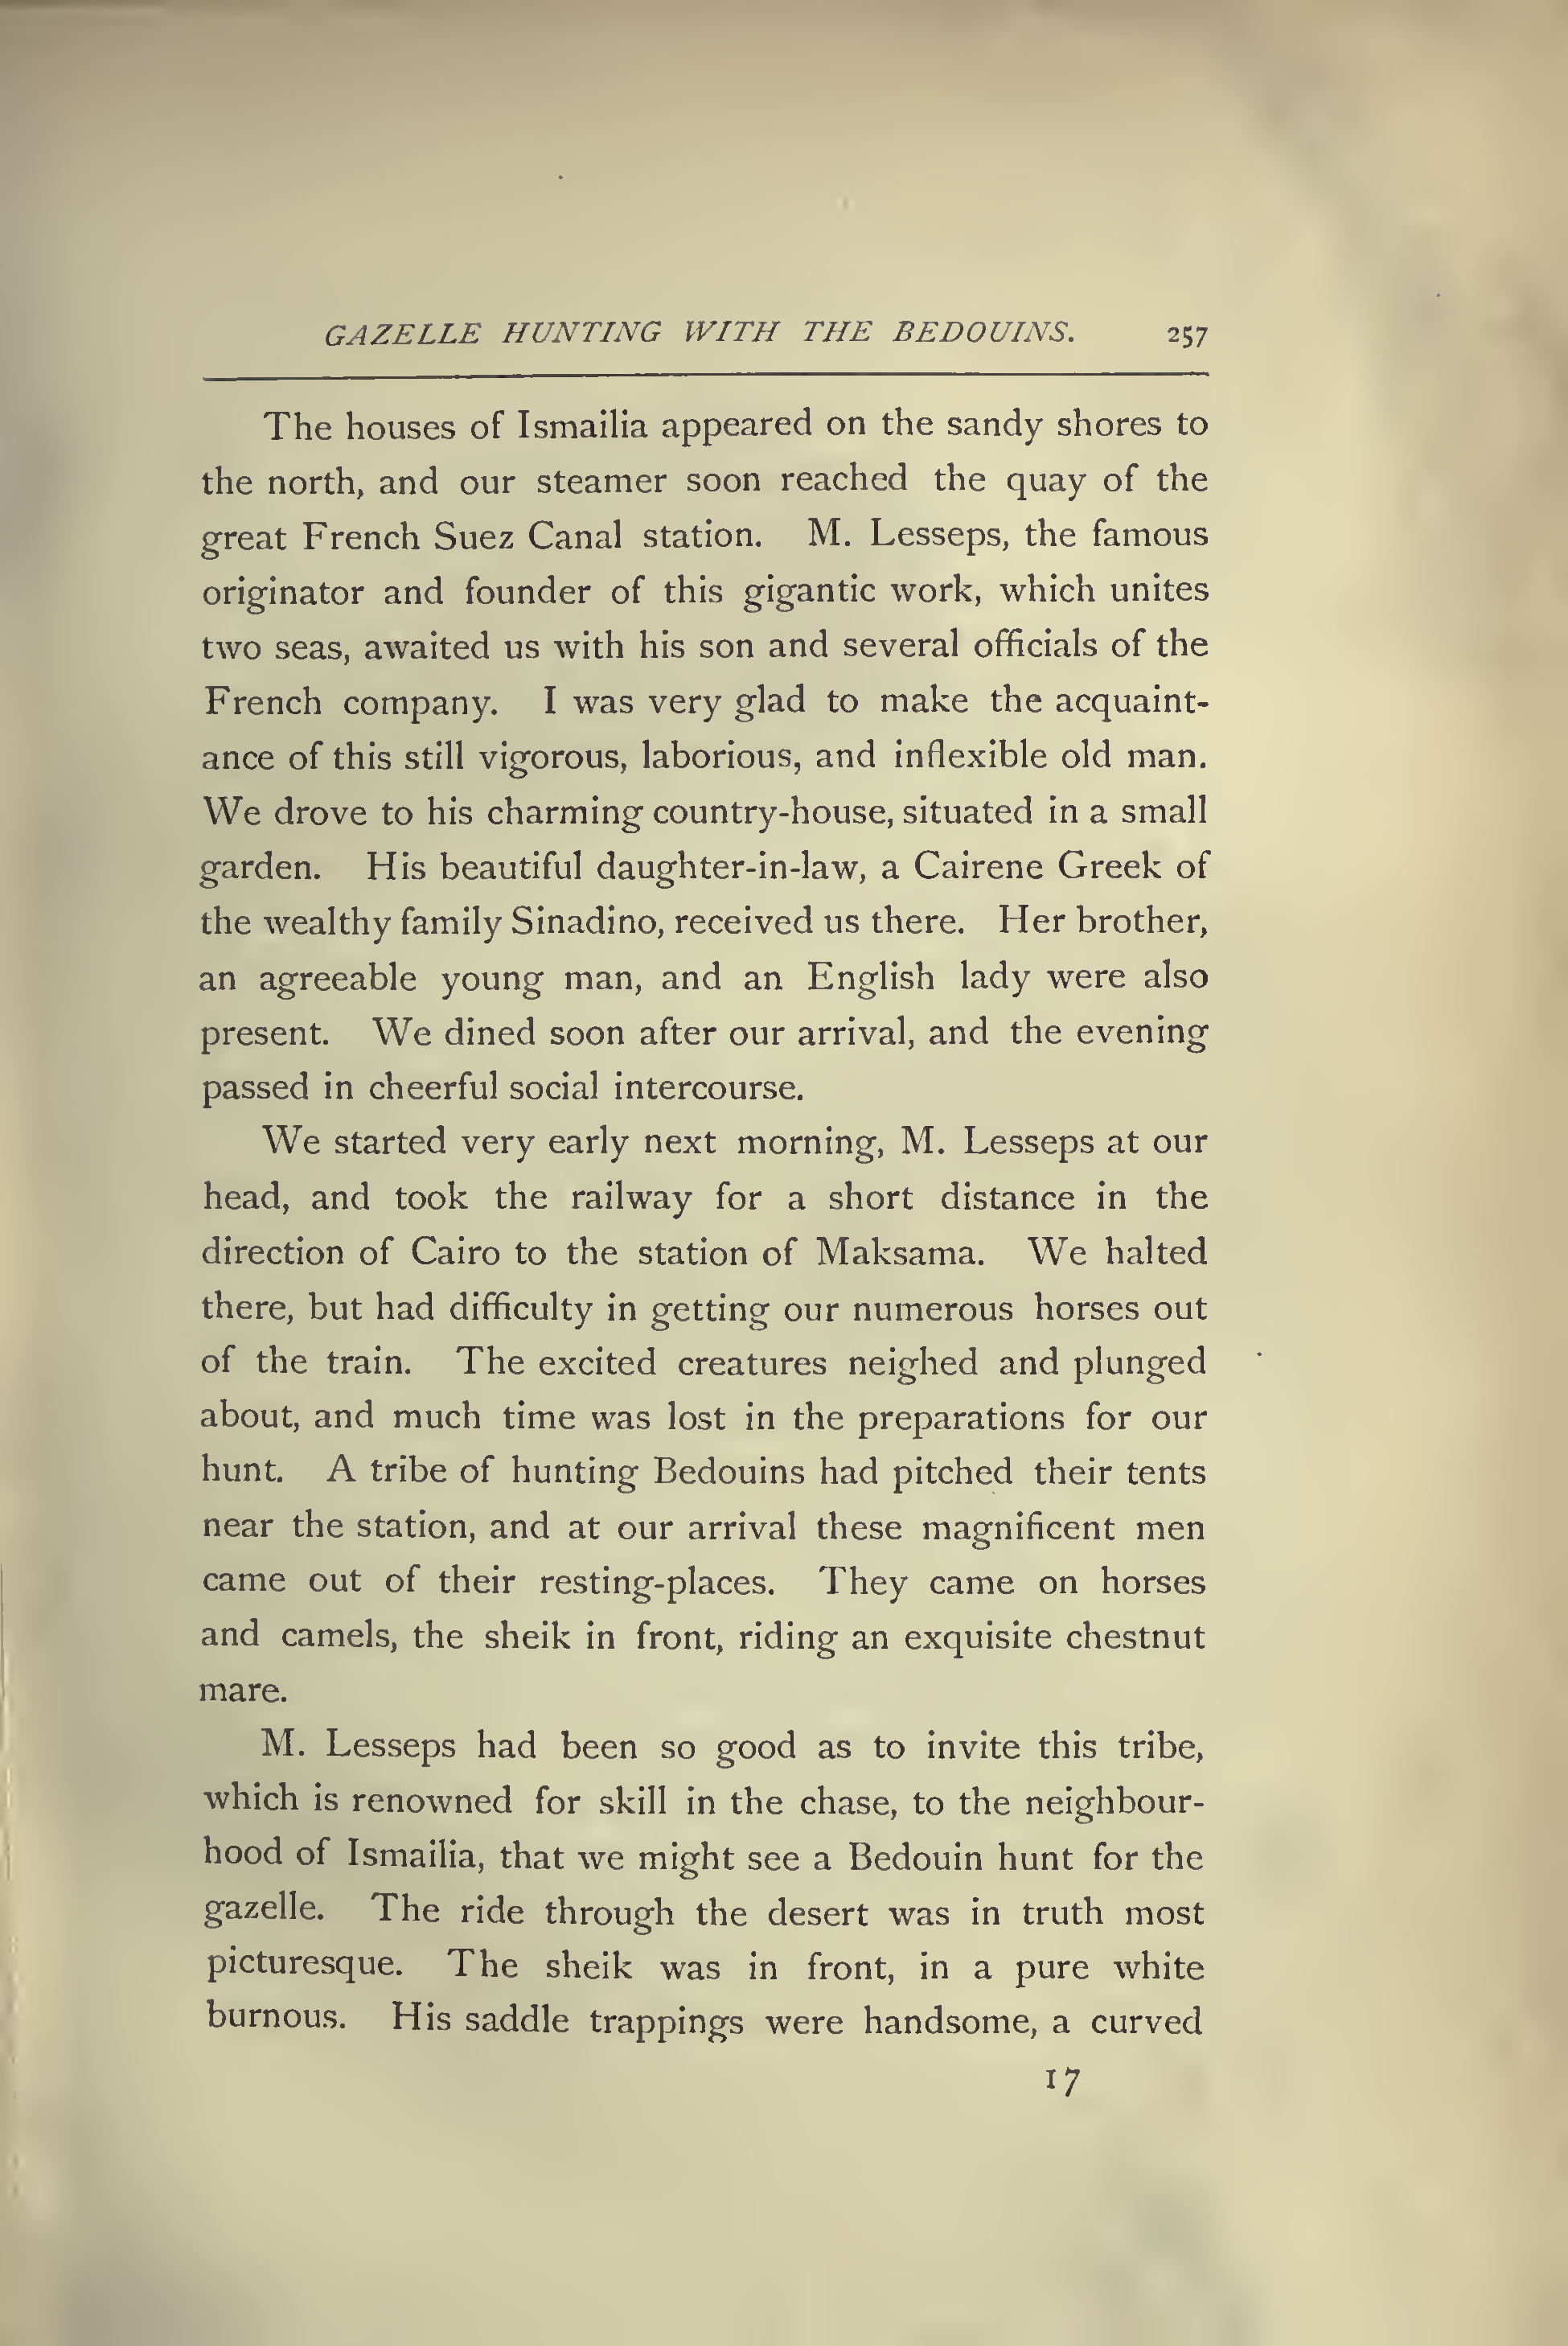 GAZELLE HUNTING WITH THE BEDOUINS. 257
The houses of Ismailia appeared on the sandy shores to
the north, and our steamer soon reached the quay of the
great French Suez Canal station. M. Lesseps, the famous
originator and founder of this gigantic work, which unites
two seas, awaited us with his son and several officials of the
French company. I was very glad to make the acquaint-
ance of this still vigorous, laborious, and inflexible old man.
We drove to his charming country-house, situated in a small
garden. His beautiful daughter-in-law, a Cairene Greek of
the wealthy family Sinadino, received us there. Her brother,
an agreeable young man, and an English lady were also
present. We dined soon after our arrival, and the evening
passed in cheerful social intercourse.
We started very early next morning, M. Lesseps at our
head, and took the railway for a short distance in the
direction of Cairo to the station of Maksama. We halted
there, but had difficulty in getting our numerous horses out
of the train. The excited creatures neighed and plunged
about, and much time was lost in the preparations for our
hunt. A tribe of hunting Bedouins had pitched their tents
near the station, and at our arrival these magnificent men
came out of their resting-places. They came on horses
and camels, the sheik in front, riding an exquisite chestnut
mare.
M. Lesseps had been so good as to invite this tribe,
which is renowned for skill in the chase, to the neighbour-
hood of Ismailia, that we might see a Bedouin hunt for the
gazelle. The ride through the desert was in truth most
picturesque. The sheik was in front, in a pure white
burnous. His saddle trappings were handsome, a curved
17